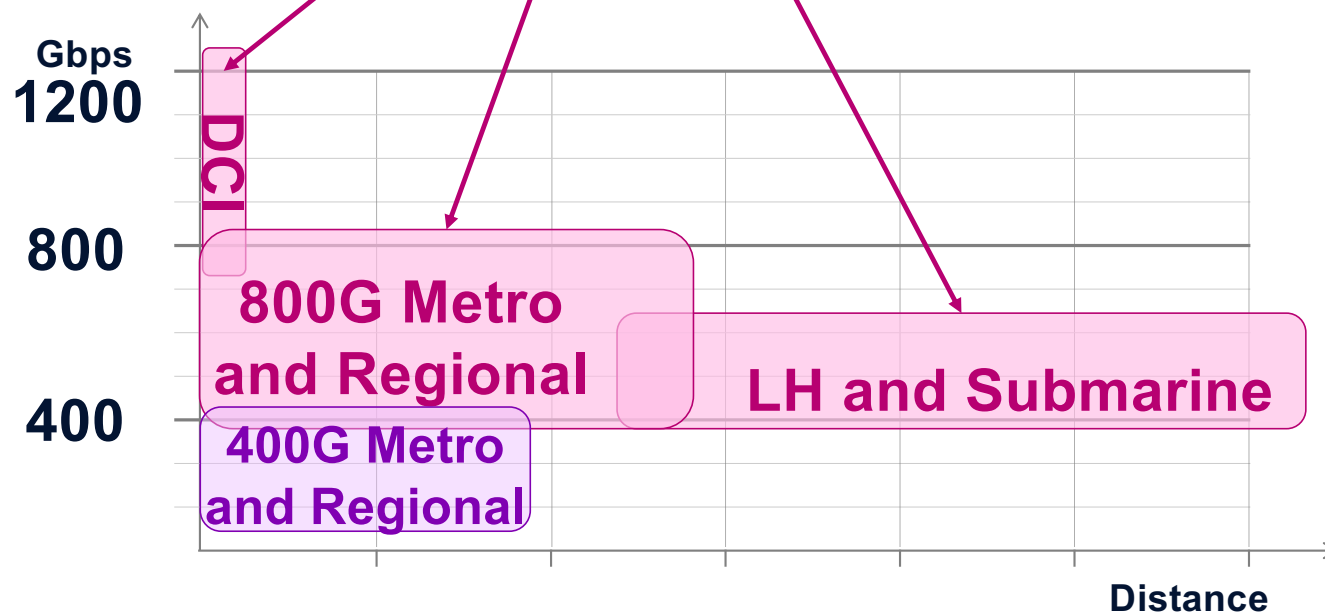 Gbps
1200
DCI
800
800G Metro
and Regional
LH and Submarine
400
400G Metro
and Regional
Distance